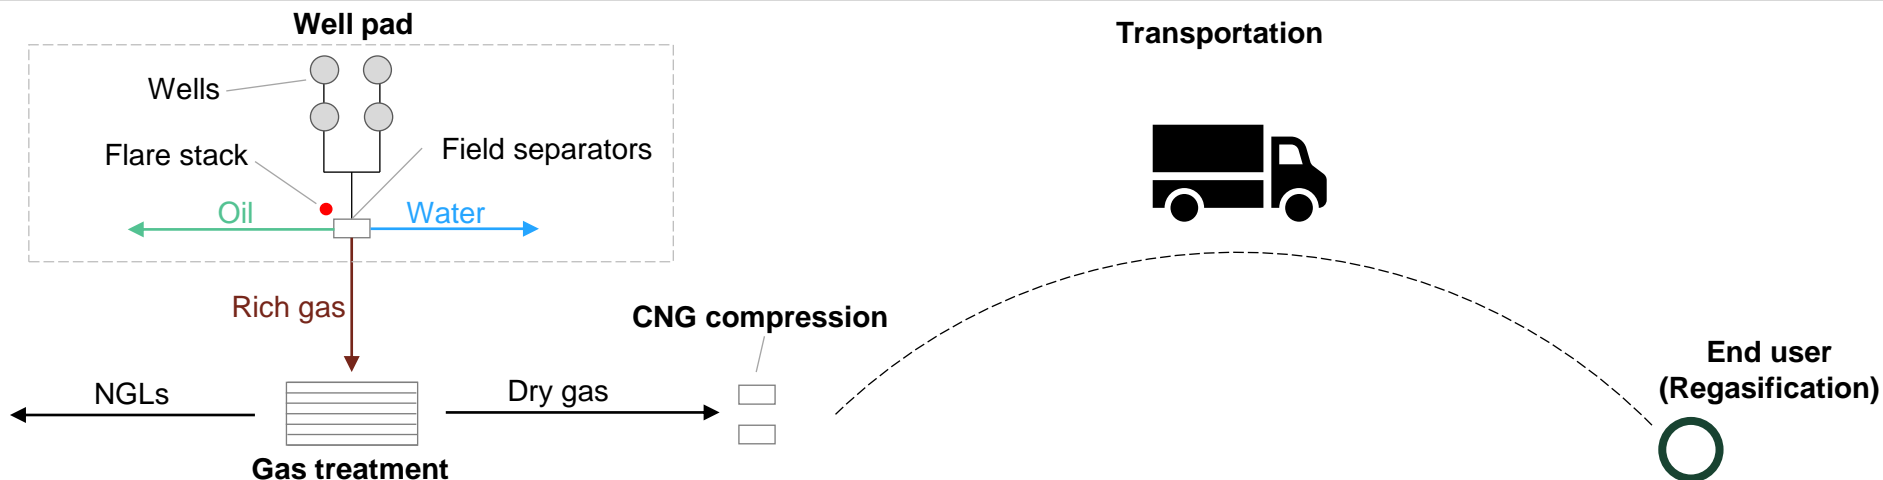 Well pad
Transportation
Wells
Flare stack
Field separators
Oil
Water
Rich gas
CNG compression
End user
(Regasification)
NGLs
Dry gas
Gas treatment